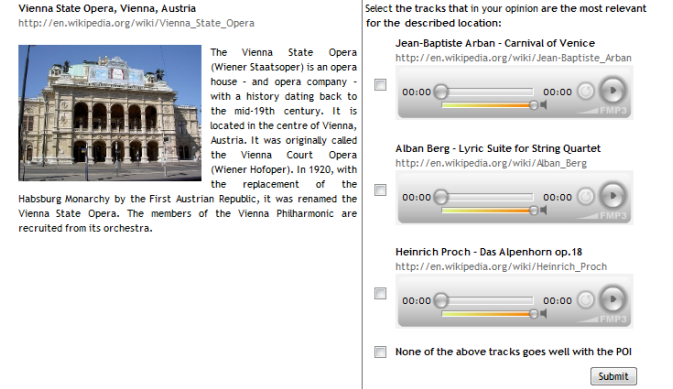 Vienna State Opera, Vienna, Austria
http://en.wikipedia.org/wiki/Vienna_State_Opera
The Vienna State Opera
(Wiener Staatsoper) is an opera
house - and opera company -
with a history dating back to
the mid-19th century. It is
located in the centre of Vienna,
Austria. It was originally called
the Vienna Court Opera
(Wiener Hofoper). In 1920, with
the replacement of the
Habsburg Monarchy by the First Austrian Republic, it was renamed the
Vienna State Opera. The members of the Vienna Philharmonic are
recruited from its orchestra.
Select the tracks that in your opinion are the most relevant
for the described location:
Jean-Baptiste Arban - Carnival of Venice
http://en.wikipedia.org/wiki/Jean-Baptiste_Arban
00:00 00:00
FMP3
Alban Berg - Lyric Suite for String Quartet
http://en.wikipedia.org/wiki/Alban_Berg
00:00 00:00
FMP3
Heinrich Proch - Das Alpenhorn op.18
http://en.wikipedia.org/wiki/Heinrich_Proch
00:00 00:00
FMP3
None of the above tracks goes well with the POI
Submit